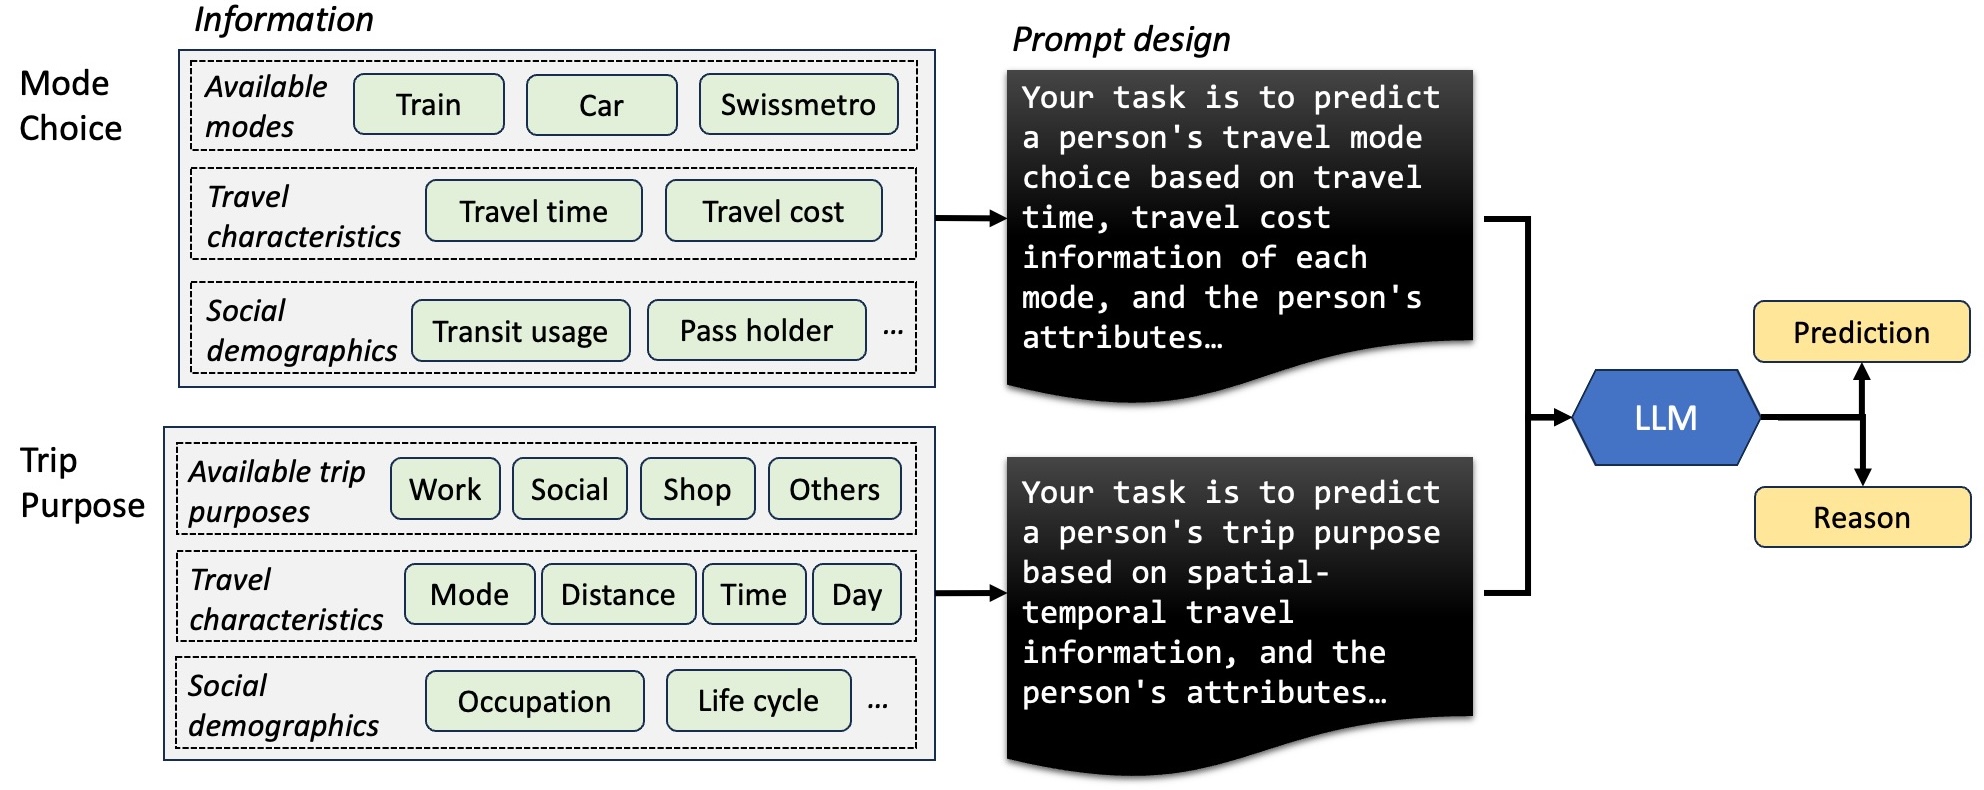 Information
Mode
Choice
Available
modes
Train
Car
Swissmetro
Travel
characteristics
Travel time
Travel cost
Social
demographics
Transit usage
Pass holder
...
Prompt design
Your task is to predict
a person's travel mode
choice based on travel
time, travel cost
information of each
mode, and the person's
attributes…
Trip
Purpose
Available trip
purposes
Work
Social
Shop
Others
Travel
characteristics
Mode
Distance
Time
Day
Social
demographics
Occupation
Life cycle
...
Your task is to predict
a person's trip purpose
based on spatial-
temporal travel
information, and the
person's attributes…
LLM
Prediction
Reason